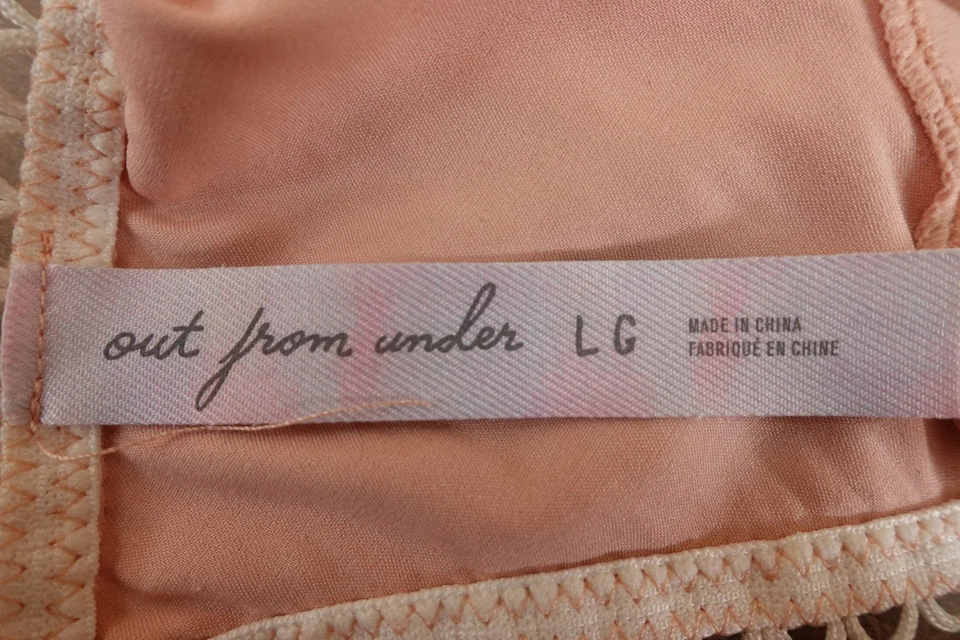 out from under LG
MADE IN CHINA
FABRIQUÉ EN CHINE